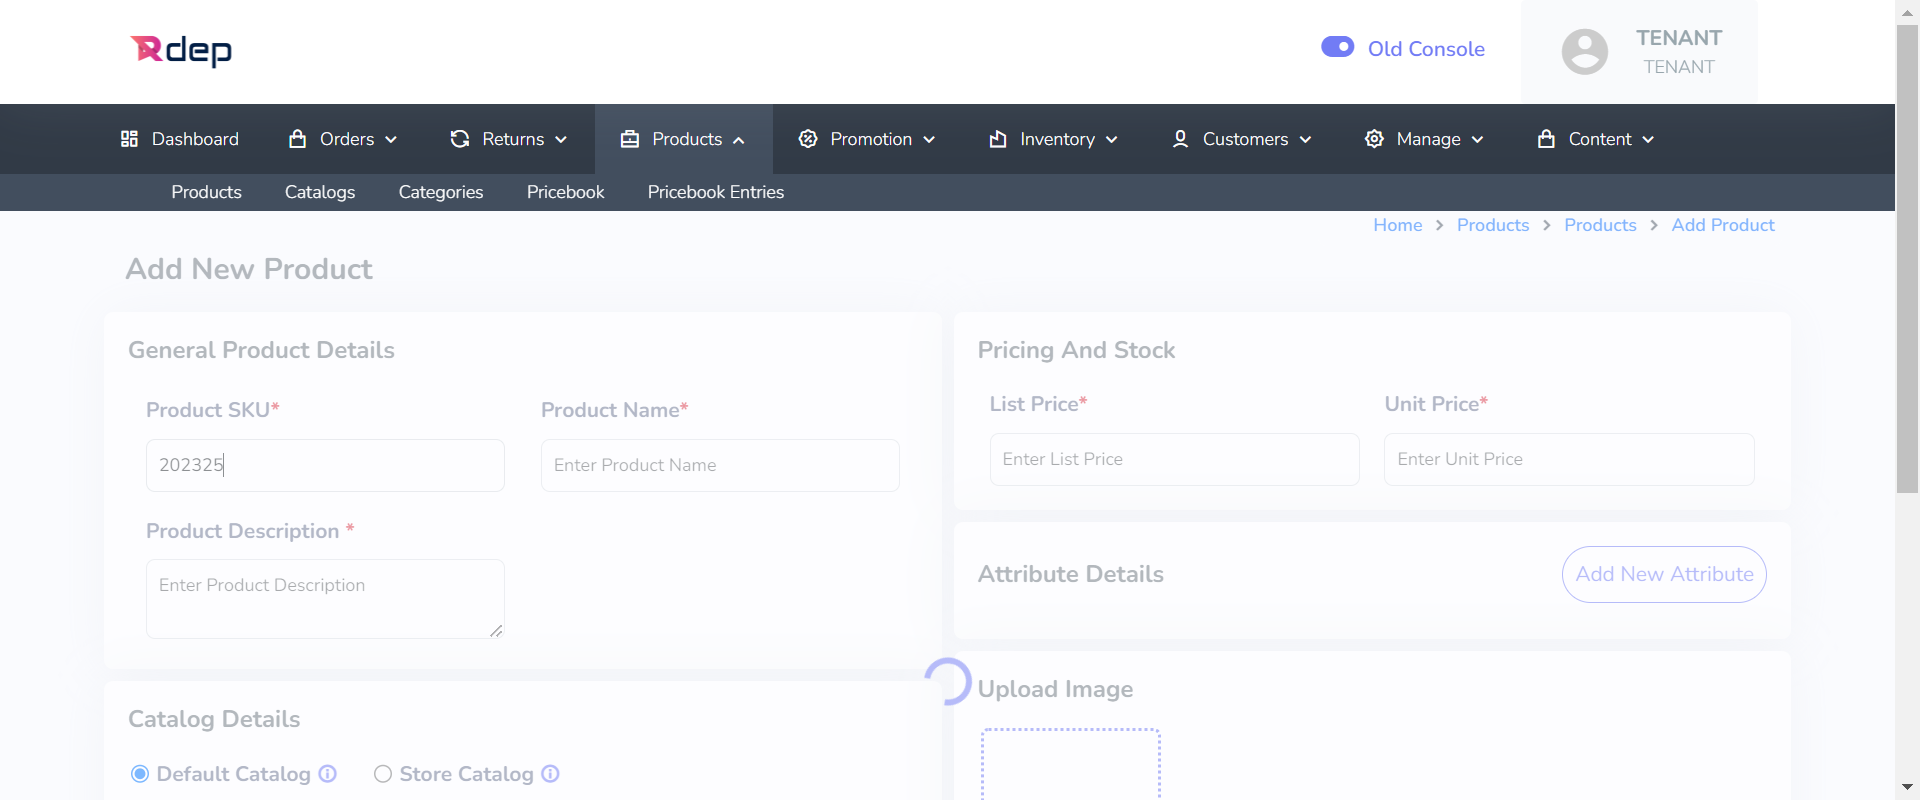 Rdep
Old Console
TENANT
TENANT
Dashboard Orders Returns Products Promotion Inventory Customers Manage Content
Products Catalogs Categories Pricebook Pricebook Entries
Home > Products > Products > Add Product
Add New Product
General Product Details
Product SKU*
Product Name*
202325
Enter Product Name
Product Description *
Enter Product Description
Catalog Details
Default Catalog
Store Catalog
Pricing And Stock
List Price*
Unit Price*
Enter List Price
Enter Unit Price
Attribute Details
Add New Attribute
Upload Image